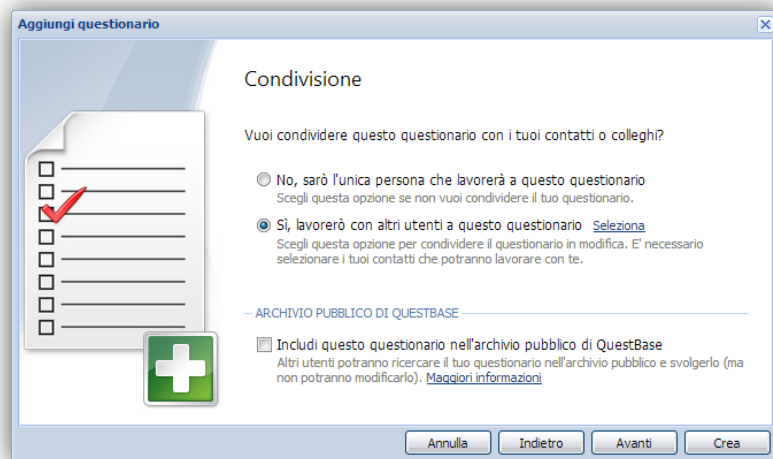 Aggiungi questionario
Condivisione
Vuoi condividere questo questionario con i tuoi contatti o colleghi?
No, sarò l'unica persona che lavorerà a questo questionario
Scegli questa opzione se non vuoi condividere il tuo questionario.
Sì, lavorerò con altri utenti a questo questionario Seleziona
Scegli questa opzione per condividere il questionario in modifica. E' necessario
selezionare i tuoi contatti che potranno lavorare con te.
ARCHIVIO PUBBLICO DI QUESTBASE
Includi questo questionario nell'archivio pubblico di QuestBase
Altri utenti potranno ricercare il tuo questionario nell'archivio pubblico e svolgerlo (ma
non potranno modificarlo). Maggiori informazioni
Annulla Indietro Avanti Crea